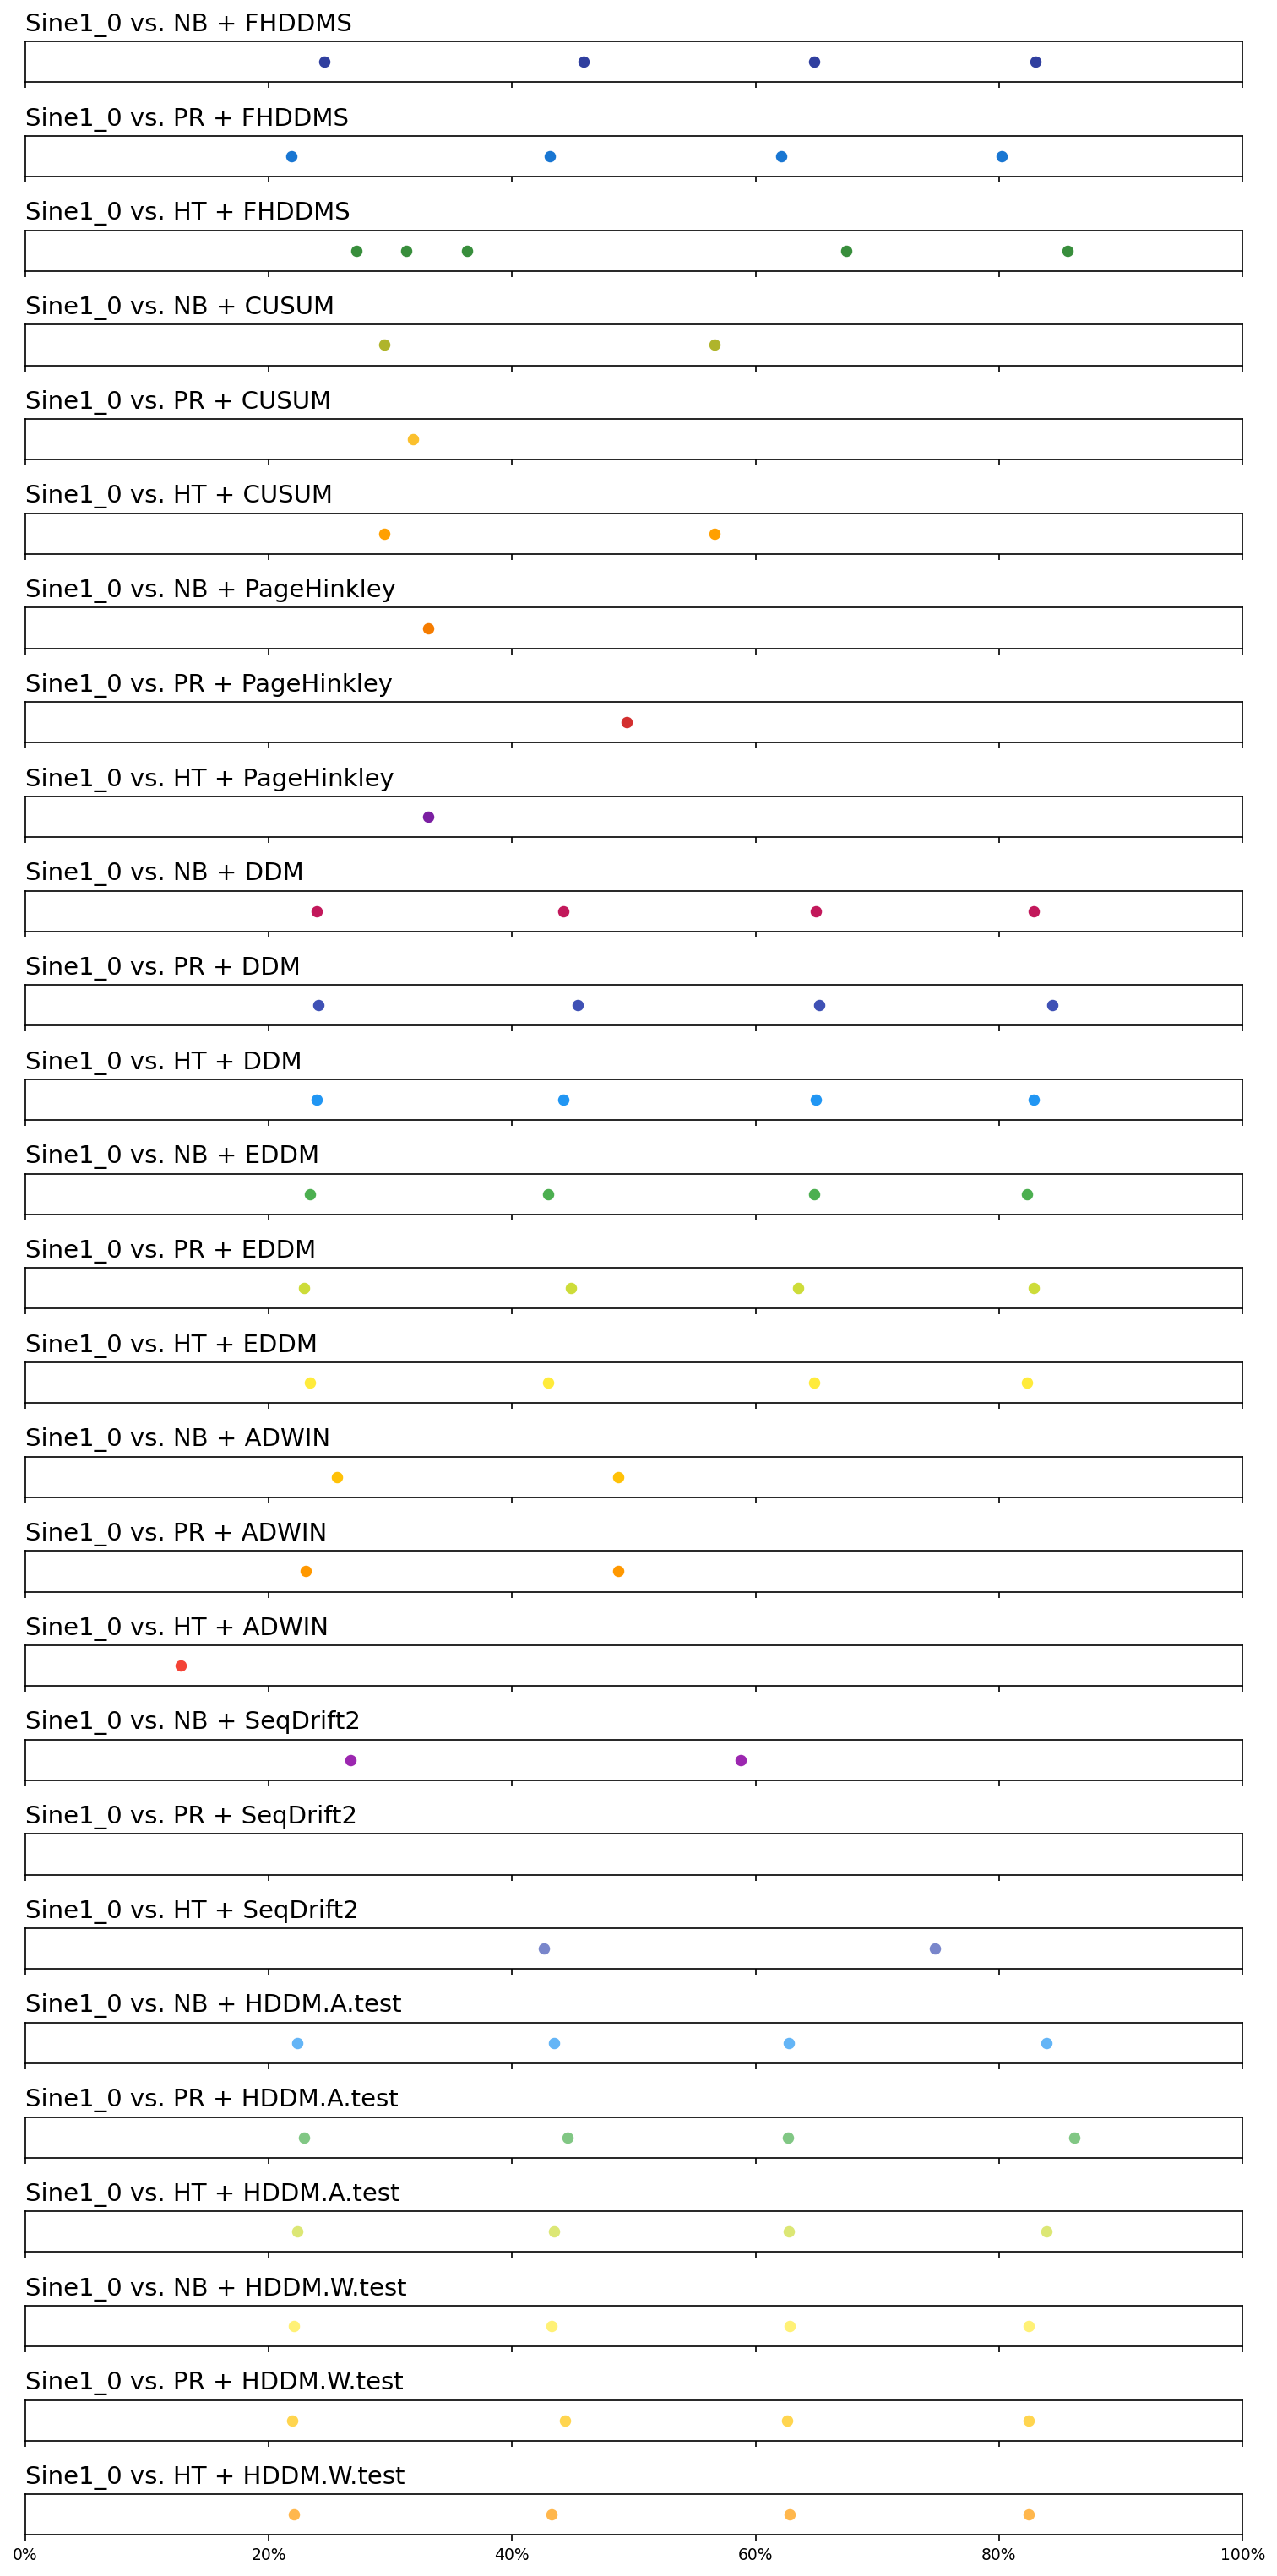 Sine1_0 vs. NB + FHDDMS
Sine1_0 vs. PR + FHDDMS
Sine1_0 vs. HT + FHDDMS
Sine1_0 vs. NB + CUSUM
Sine1_0 vs. PR + CUSUM
Sine1_0 vs. HT + CUSUM
Sine1_0 vs. NB + PageHinkley
Sine1_0 vs. PR + PageHinkley
Sine1_0 vs. HT + PageHinkley
Sine1_0 vs. NB + DDM
Sine1_0 vs. PR + DDM
Sine1_0 vs. HT + DDM
Sine1_0 vs. NB + EDDM
Sine1_0 vs. PR + EDDM
Sine1_0 vs. HT + EDDM
Sine1_0 vs. NB + ADWIN
Sine1_0 vs. PR + ADWIN
Sine1_0 vs. HT + ADWIN
Sine1_0 vs. NB + SeqDrift2
Sine1_0 vs. PR + SeqDrift2
Sine1_0 vs. HT + SeqDrift2
Sine1_0 vs. NB + HDDM.A.test
Sine1_0 vs. PR + HDDM.A.test
Sine1_0 vs. HT + HDDM.A.test
Sine1_0 vs. NB + HDDM.W.test
Sine1_0 vs. PR + HDDM.W.test
Sine1_0 vs. HT + HDDM.W.test
0% 20% 40% 60% 80% 100%